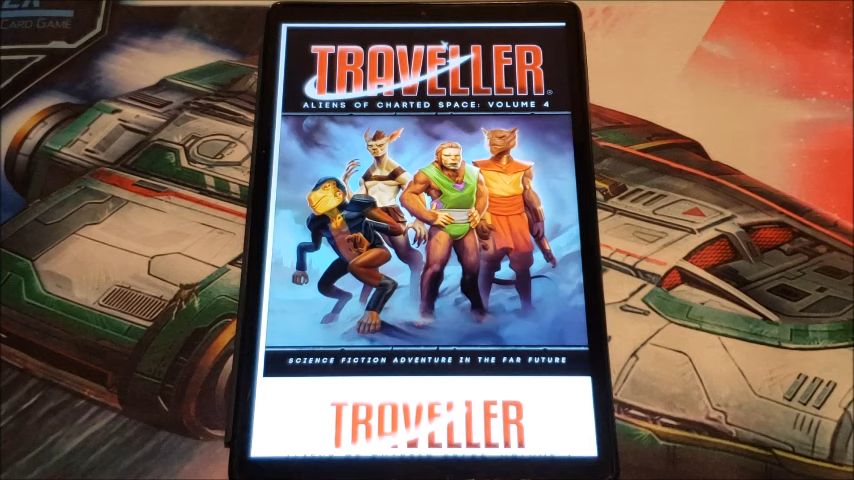 CARD GAME
TRAVELLER
ALIENS OF CHARTED SPACE: VOLUME 4
SCIENCE FICTION ADVENTURE IN THE FAR FUTURE
TRAVELLER